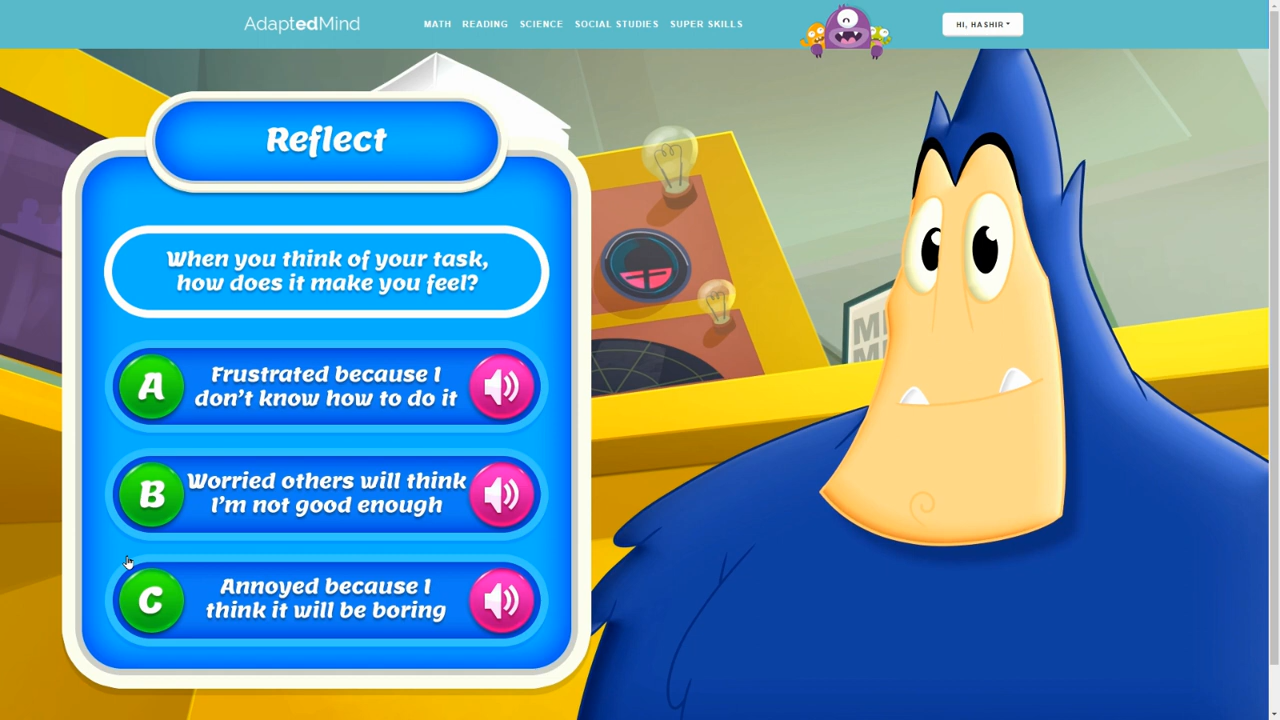 AdaptedMind
MATH READING SCIENCE SOCIAL STUDIES SUPER SKILLS
HI, HASHIR
Reflect
When you think of your task,
how does it make you feel?
A
Frustrated because I
don't know how to do it
B
Worried others will think
I'm not good enough
C
Annoyed because I
think it will be boring